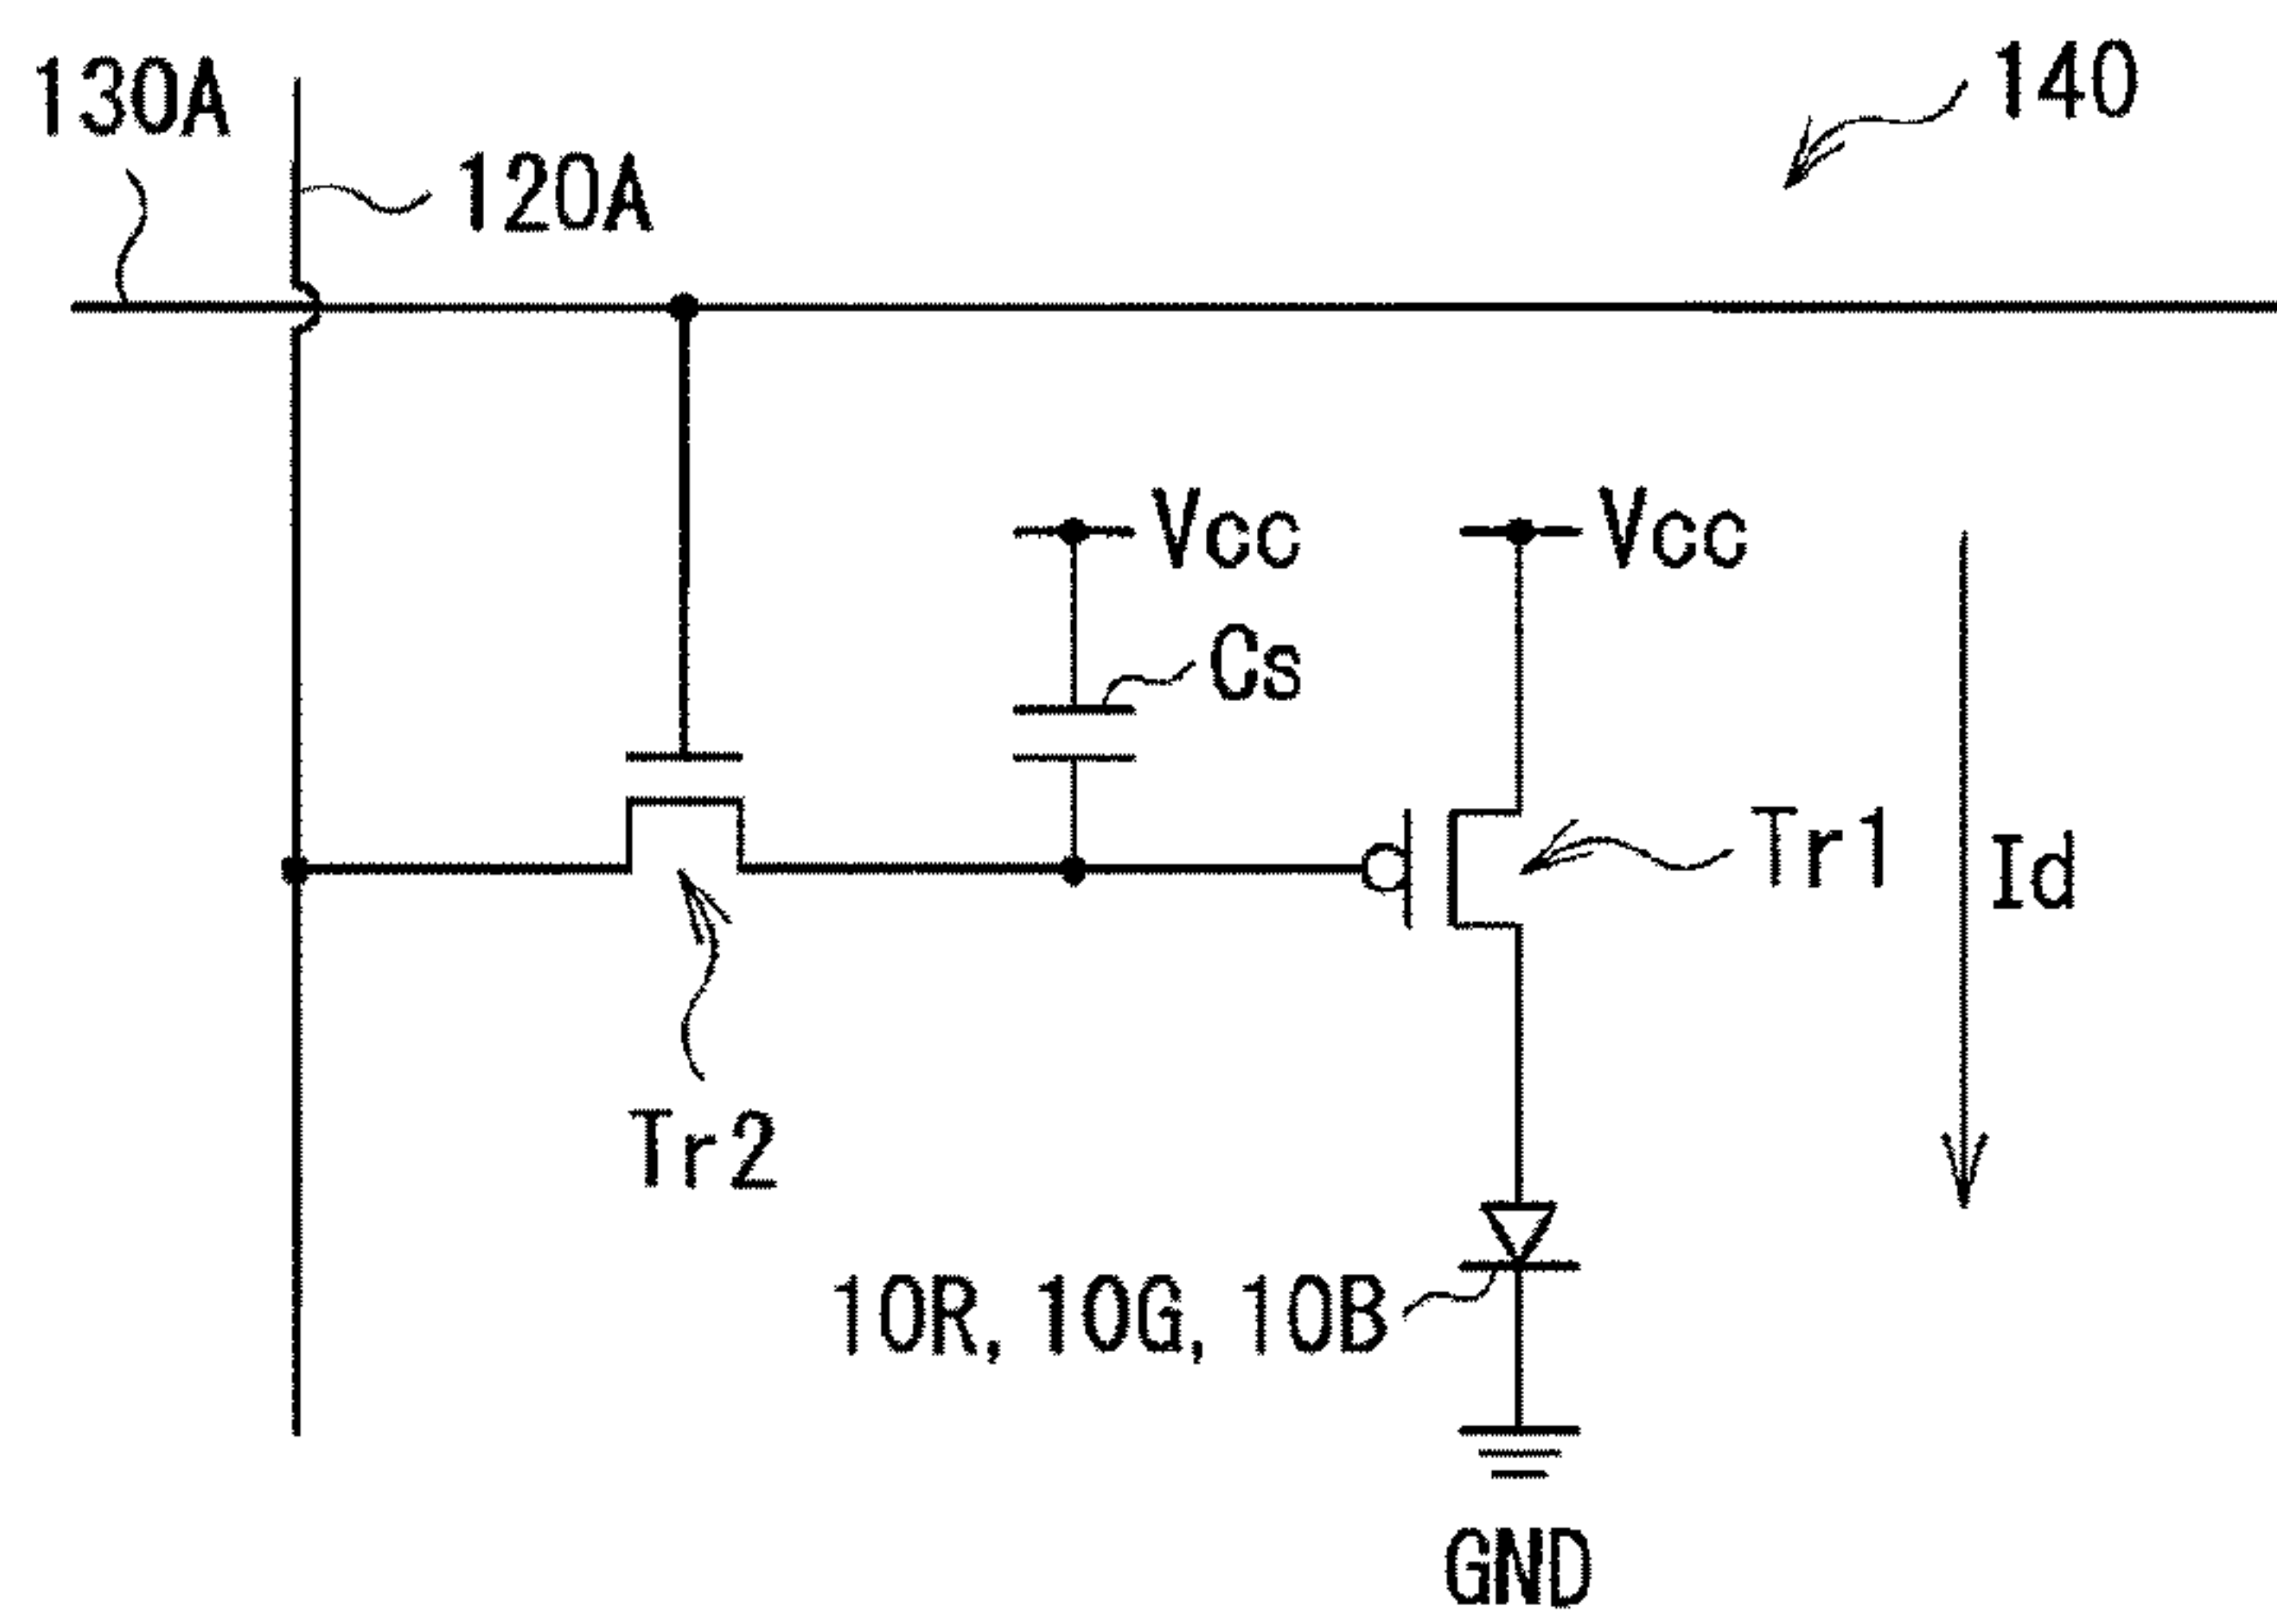 130A
140
120A
Vcc
Vcc
Cs
Tr1
Id
Tr2
10R, 10G, 10B
GND